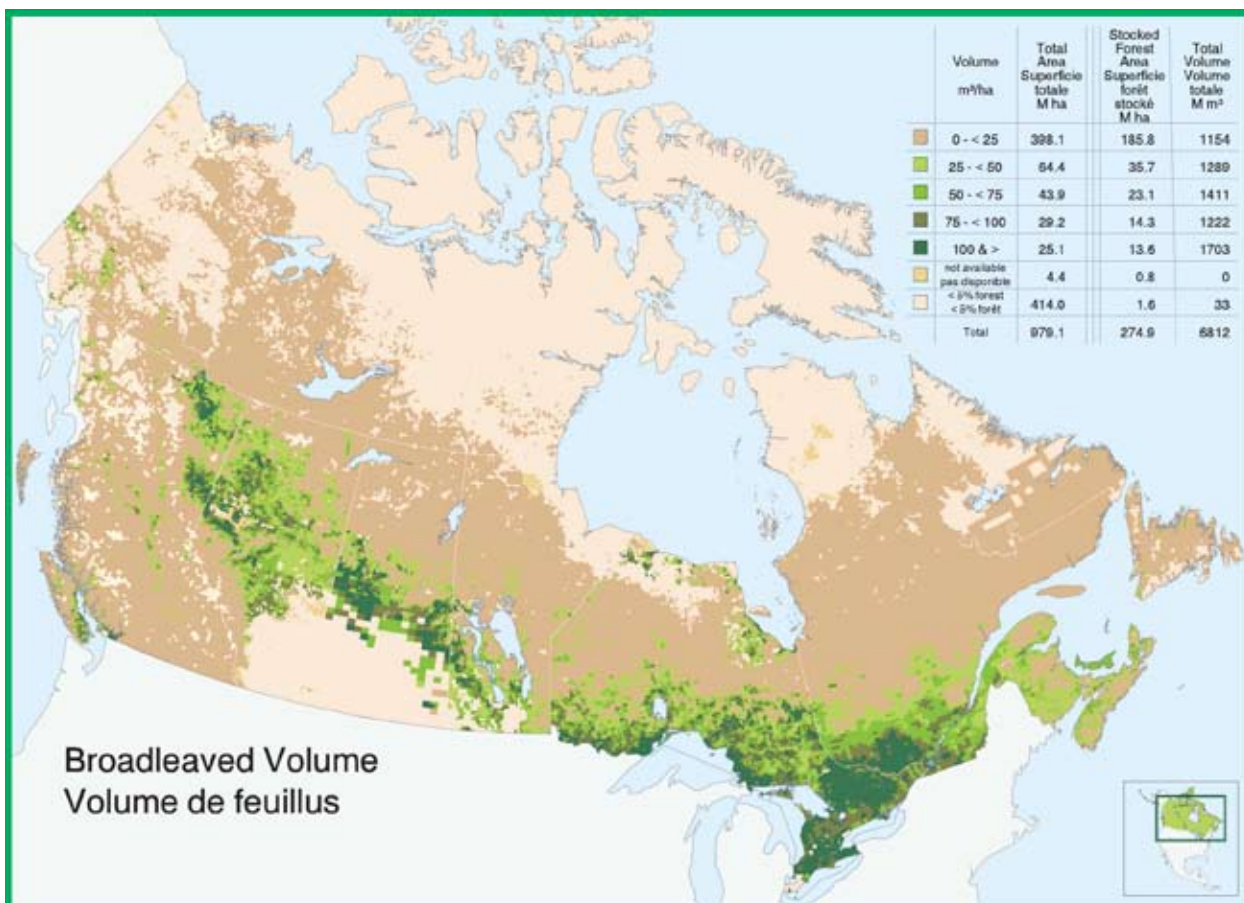 Volume
m³/ha
Total
Area
Superficie
totale
M ha
Stocked
Forest
Area
Superficie
forêt
stocké
M ha
Total
Volume
Volume
totale
M m³
0 - < 25 398.1 185.8 1154
25 - < 50 64.4 35.7 1289
50 - < 75 43.9 23.1 1411
75 - < 100 29.2 14.3 1222
100 & > 25.1 13.6 1703
not available
pas disponible 4.4 0.8 0
< 5% forest
< 5% forêt 414.0 1.6 33
Total 979.1 274.9 6812
Broadleaved Volume
Volume de feuillus